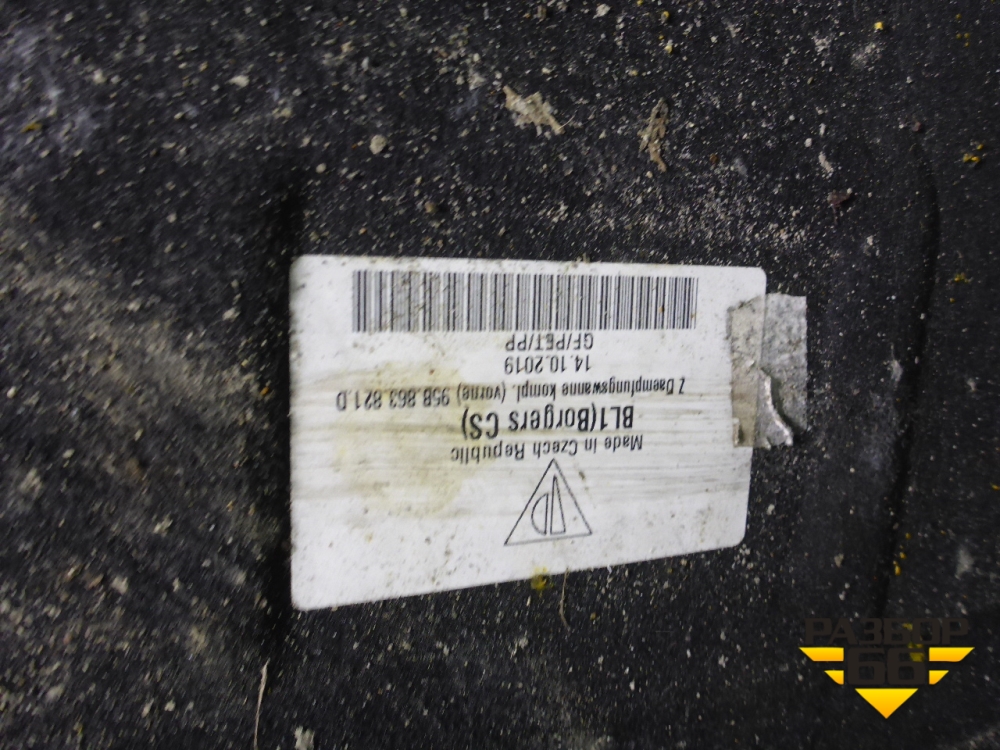 Made in Czech Republic
BL1(Borgers CS)
Z Daempfungswanne kompl. (vorne) 95B.863.821.D
14.10.2019
GF/PET/PP
РАЗБОР
66